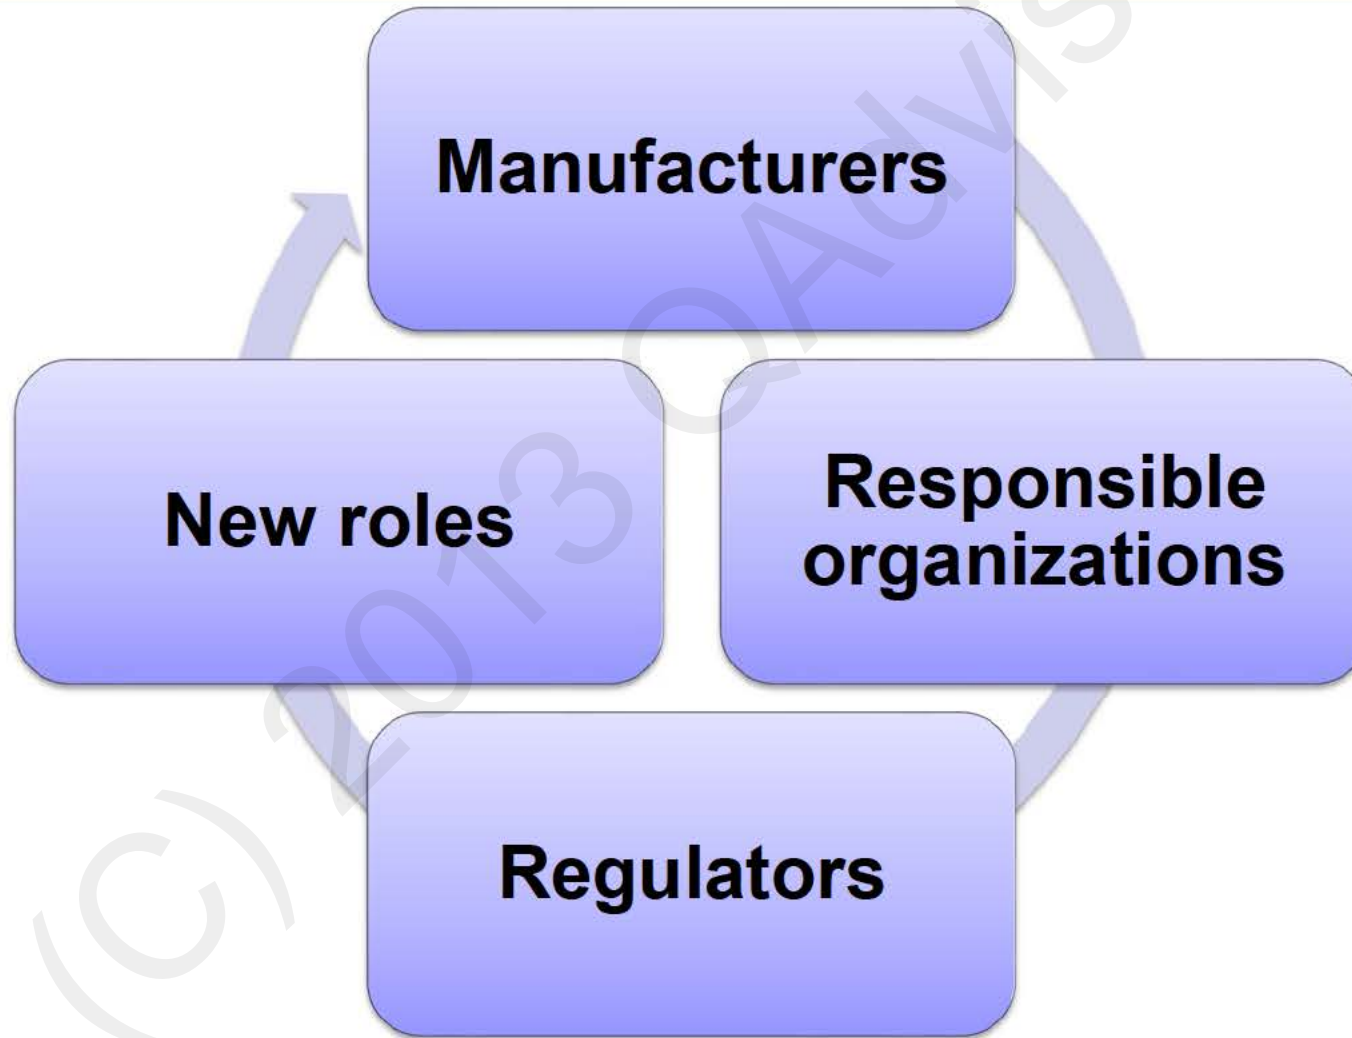 Manufacturers
New roles
Responsible
organizations
Regulators
(C) 2013 QAdvis